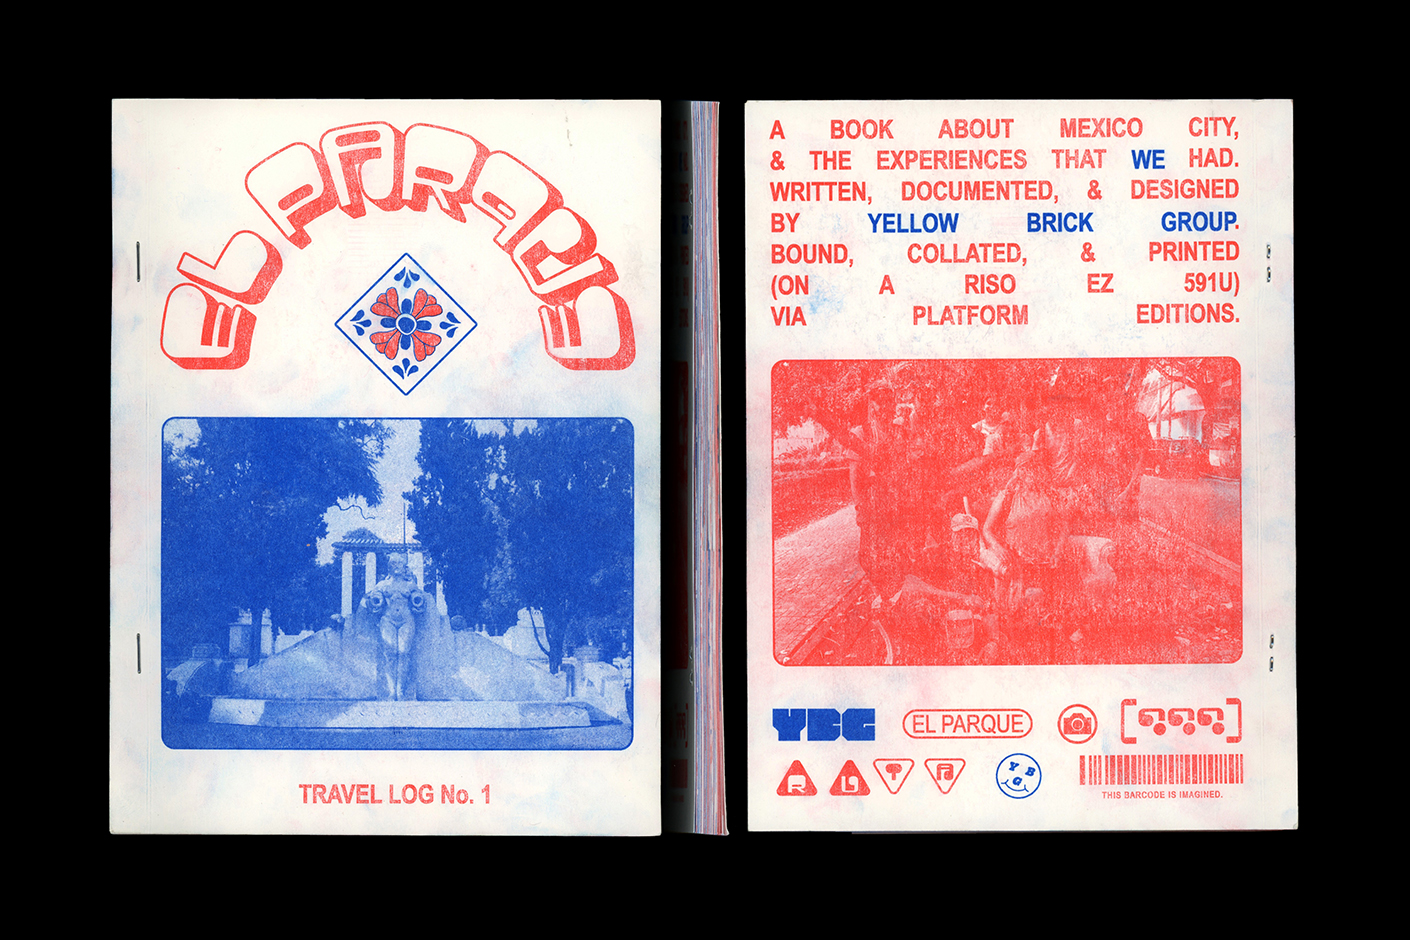 EL PARQUE
TRAVEL LOG No. 1
A BOOK ABOUT MEXICO CITY,
& THE EXPERIENCES THAT WE HAD.
WRITTEN, DOCUMENTED, & DESIGNED
BY YELLOW BRICK GROUP.
BOUND, COLLATED, & PRINTED
(ON A RISO EZ 591U)
VIA PLATFORM EDITIONS.
YBG
EL PARQUE
[???]
R U T A
Y B
G
THIS BARCODE IS IMAGINED.